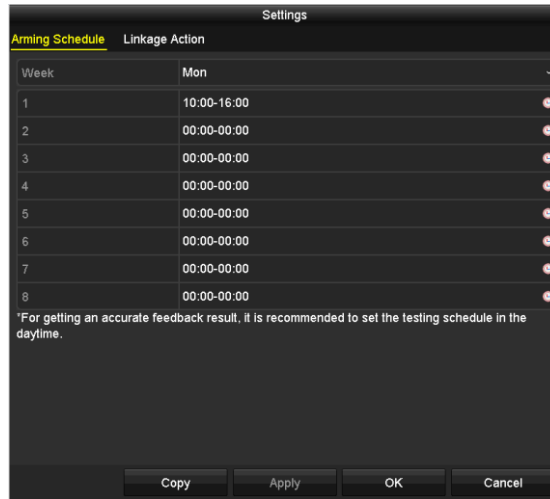 Settings
Arming Schedule Linkage Action
Week Mon
1 10:00-16:00
2 00:00-00:00
3 00:00-00:00
4 00:00-00:00
5 00:00-00:00
6 00:00-00:00
7 00:00-00:00
8 00:00-00:00
*For getting an accurate feedback result, it is recommended to set the testing schedule in the
daytime.
Copy Apply OK Cancel